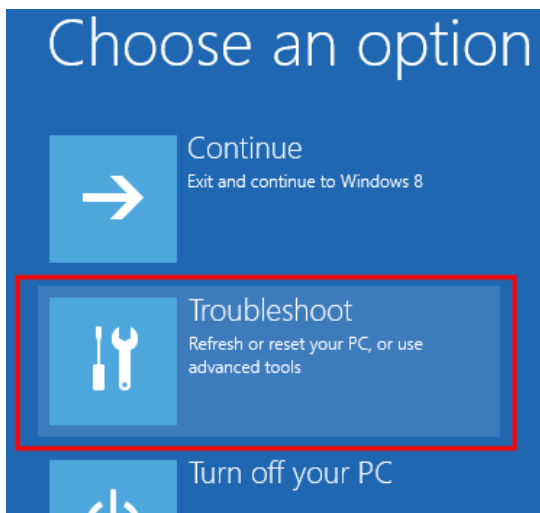 Choose an option
Continue
Exit and continue to Windows 8
Troubleshoot
Refresh or reset your PC, or use
advanced tools
Turn off your PC